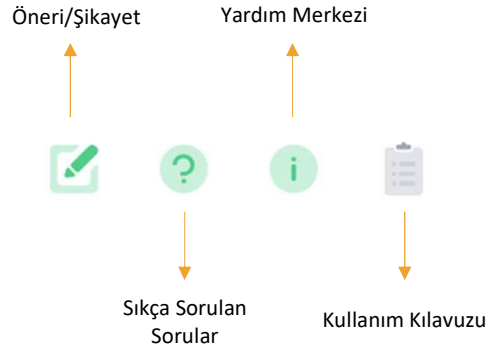 Öneri/Şikayet
Yardım Merkezi
Sıkça Sorulan
Sorular
Kullanım Kılavuzu